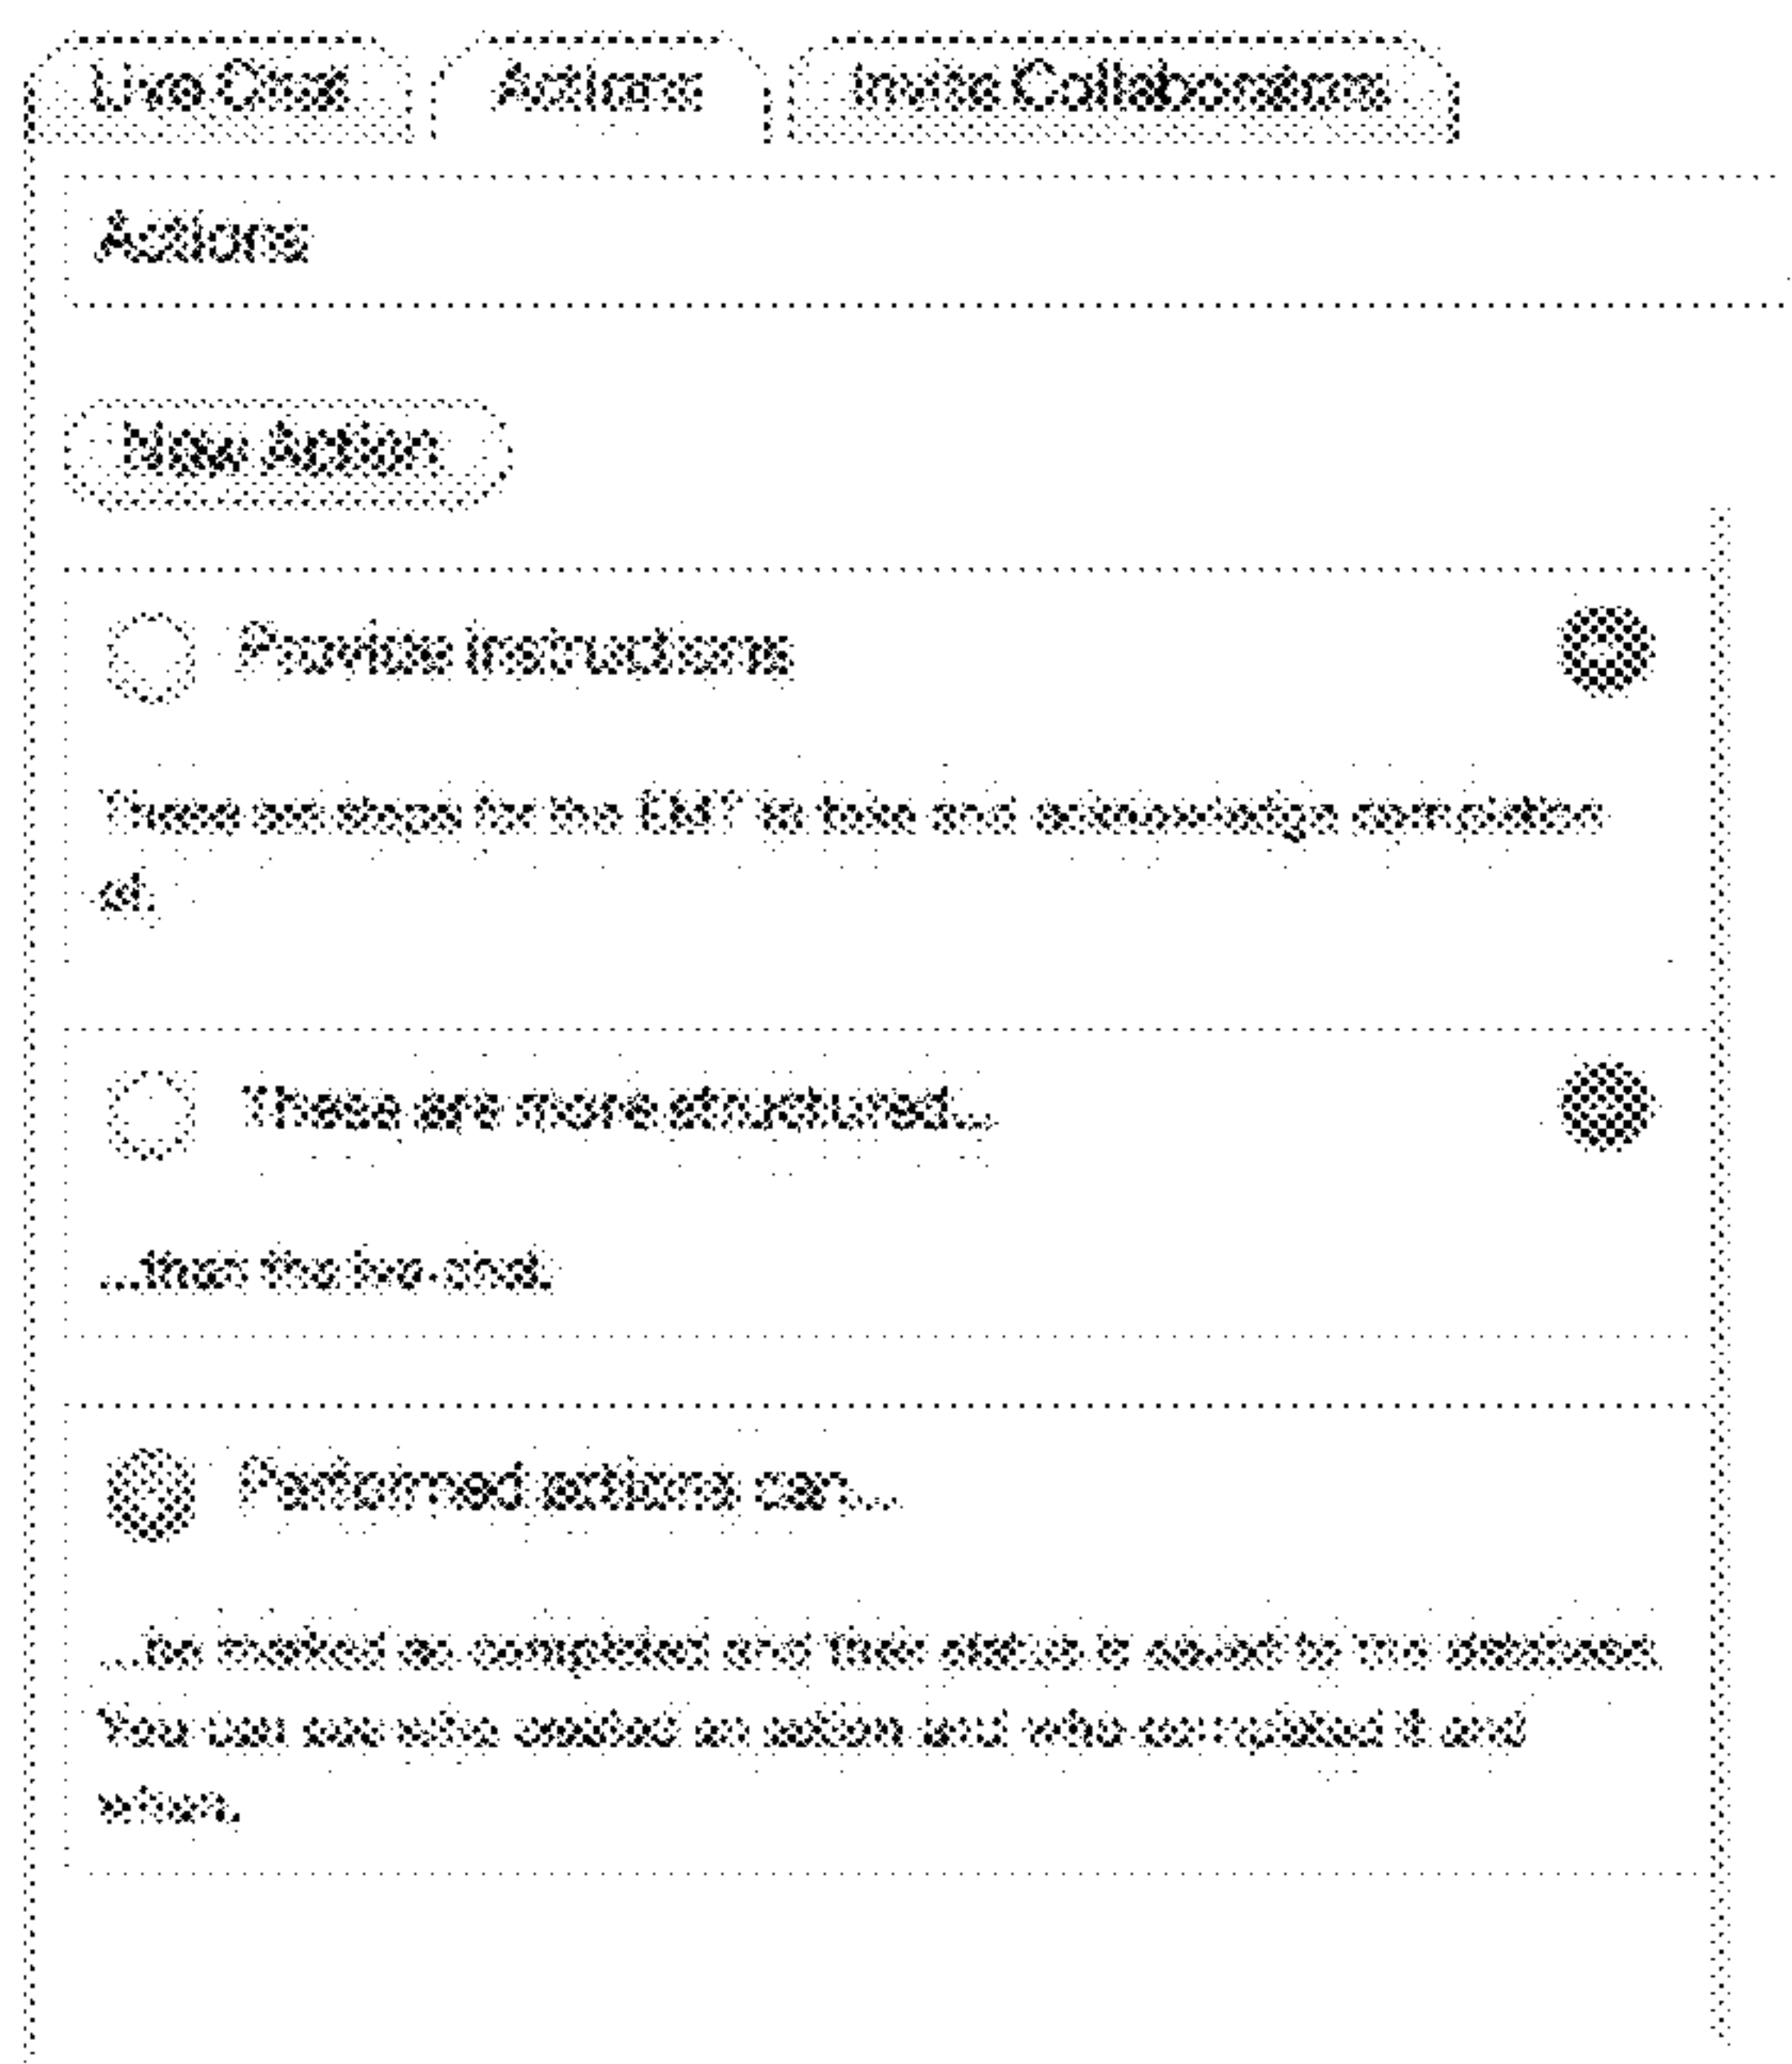 Live Chat Actions Invite Collaborators
Actions
New Action
Provide Instructions
These are steps for the EMT to take and acknowledge completion
of.
These are more structured...
...than the live chat.
Performed actions can...
...be marked as completed and their status is saved to the database.
You can see who created an action and who completed it and
when.